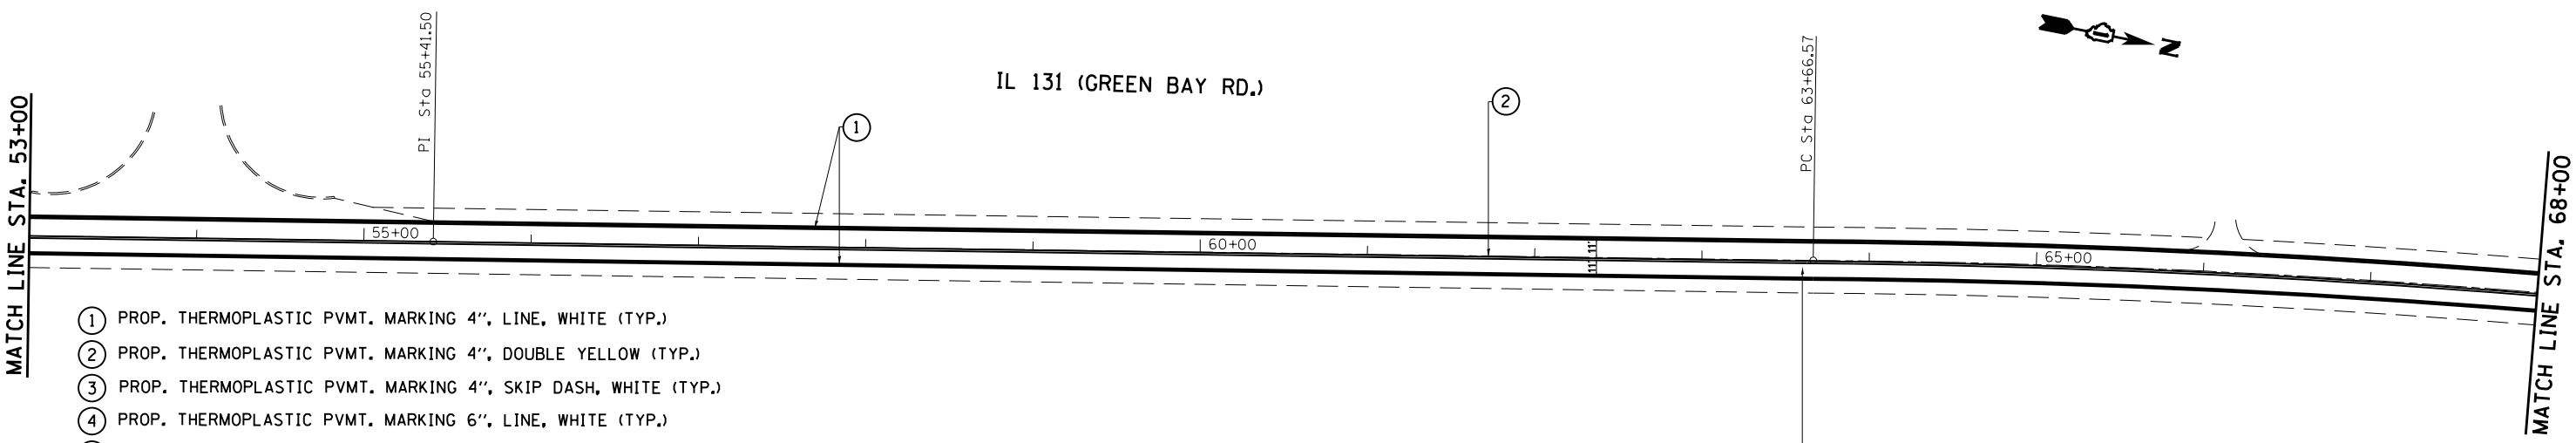 MATCH LINE STA. 53+00
PI Sta 55+41.50
IL 131 (GREEN BAY RD.)
1
2
PC Sta 63+66.57
N
MATCH LINE STA. 68+00
55+00
60+00
11' 11'
65+00
1 PROP. THERMOPLASTIC PVMT. MARKING 4", LINE, WHITE (TYP.)
2 PROP. THERMOPLASTIC PVMT. MARKING 4", DOUBLE YELLOW (TYP.)
3 PROP. THERMOPLASTIC PVMT. MARKING 4", SKIP DASH, WHITE (TYP.)
4 PROP. THERMOPLASTIC PVMT. MARKING 6", LINE, WHITE (TYP.)